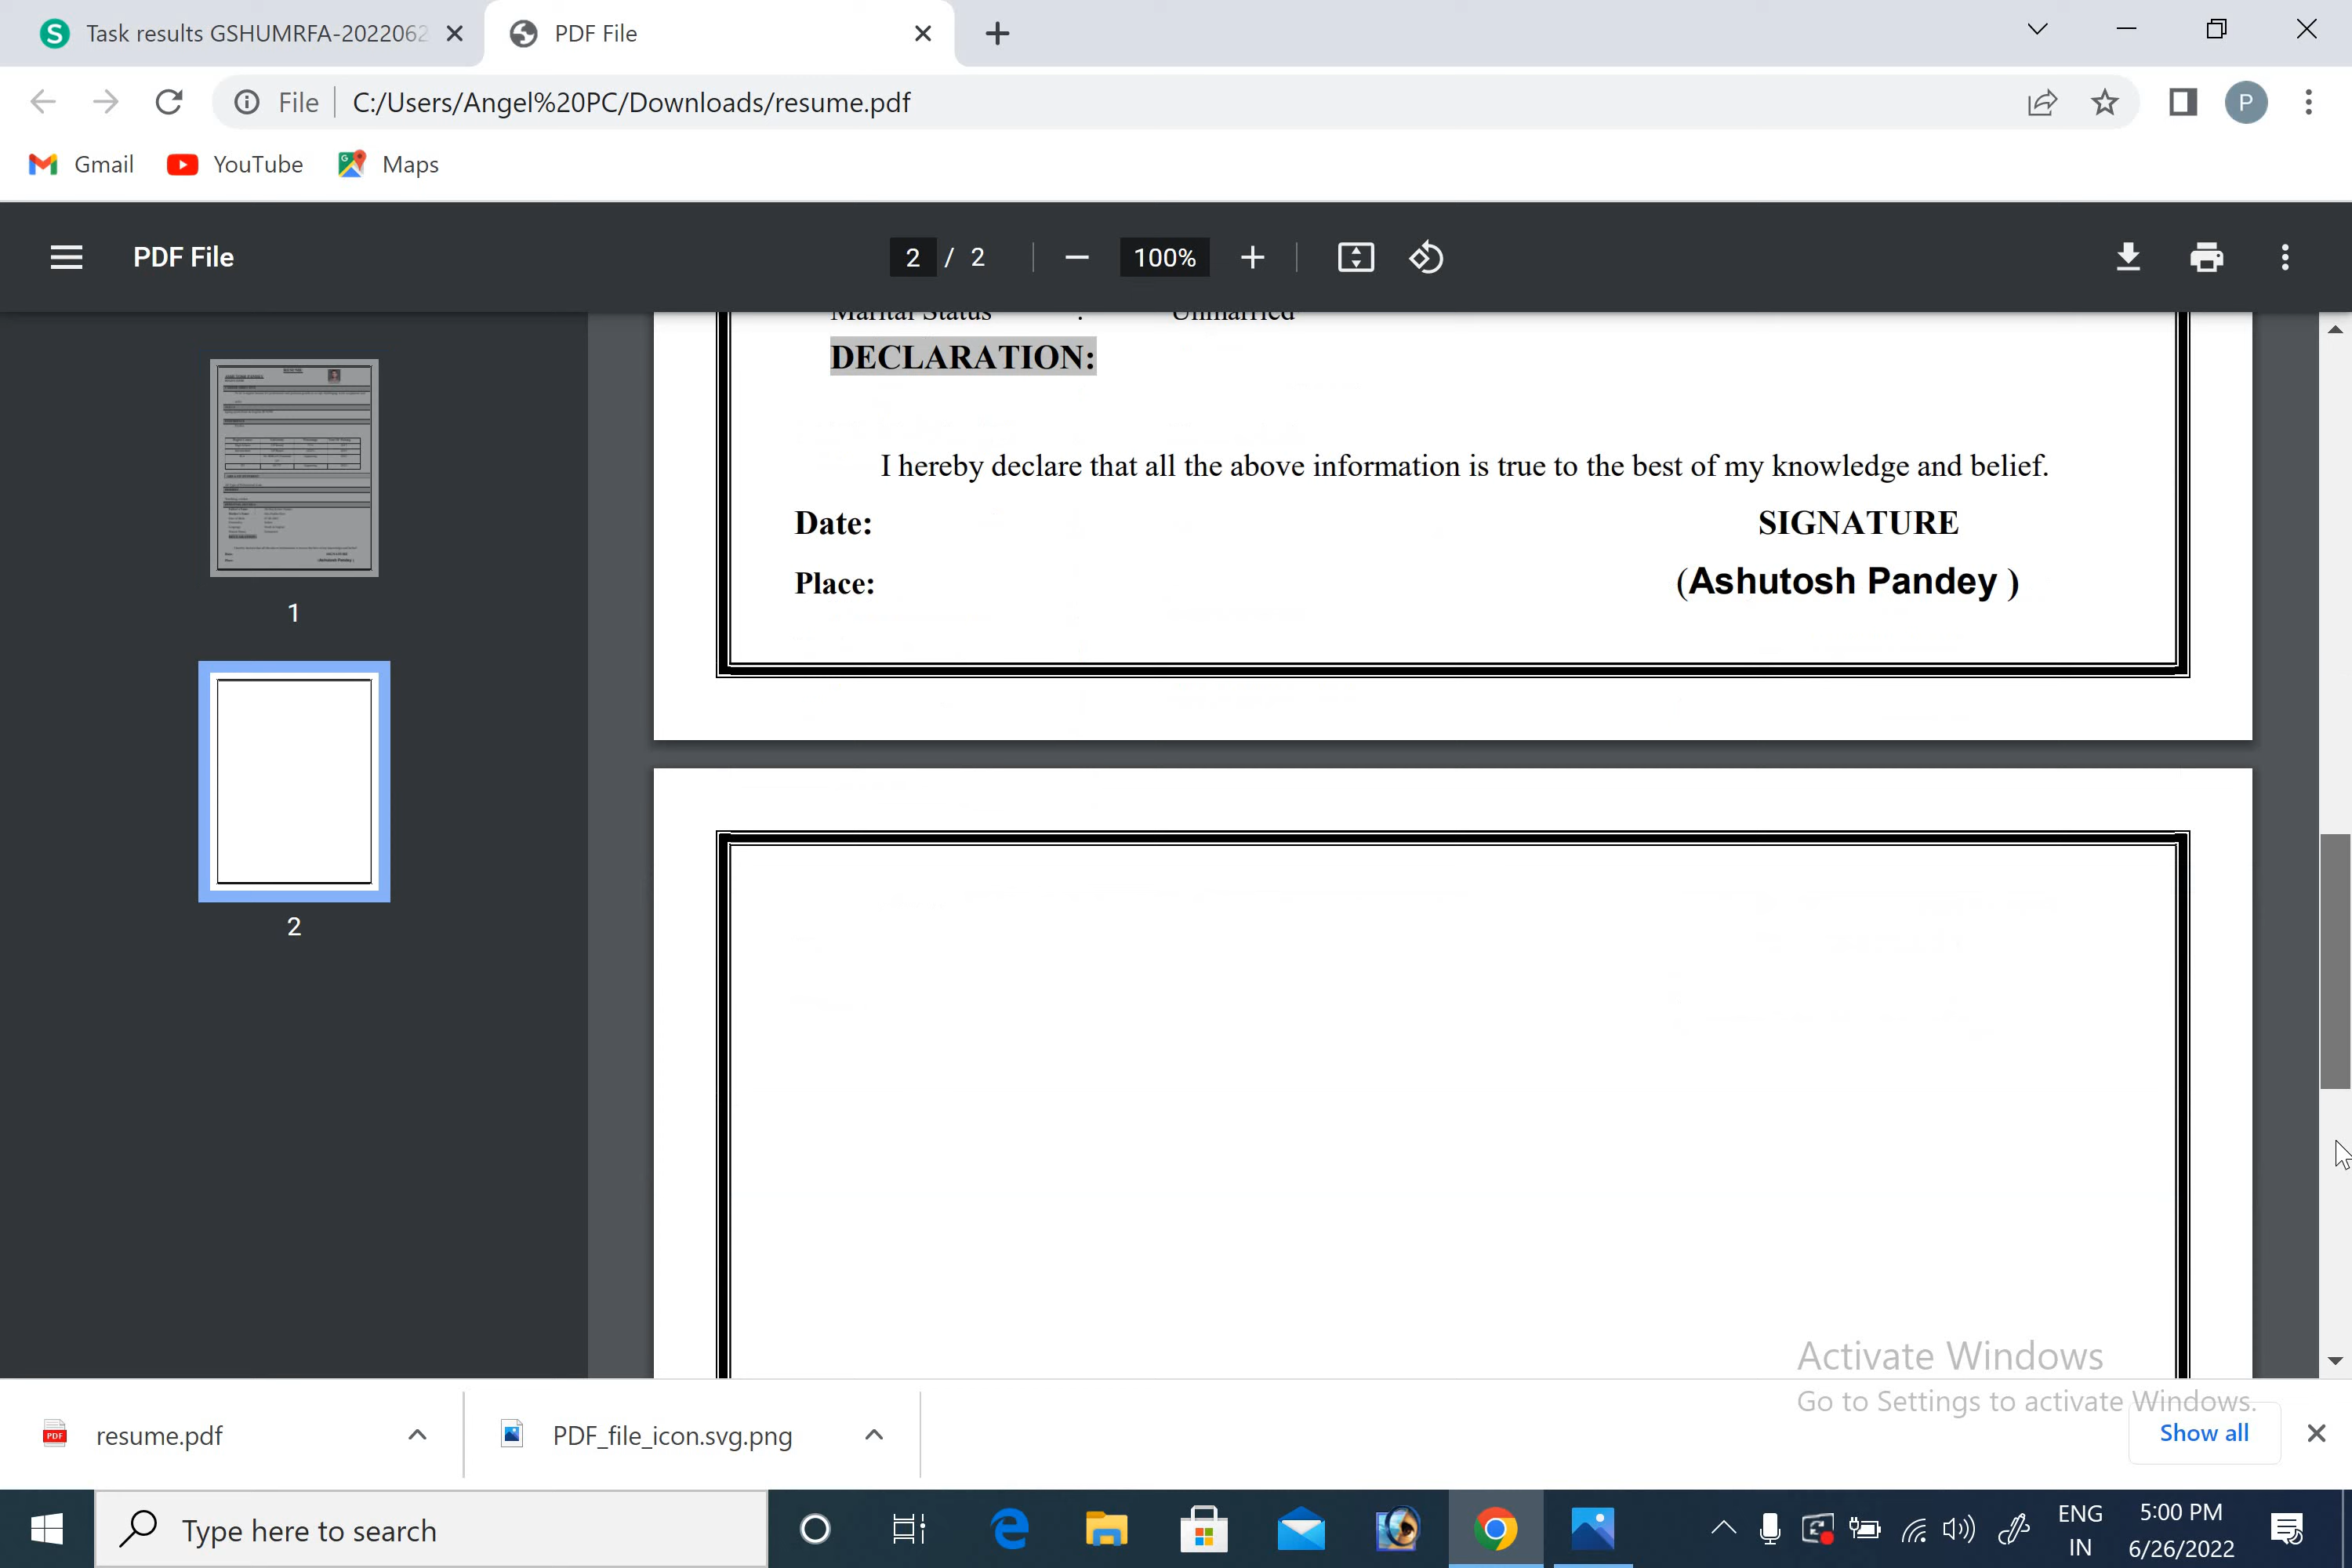 Task results GSHUMRFA-2022062
PDF File
File
C:/Users/Angel%20PC/Downloads/resume.pdf
P
Gmail
YouTube
Maps
PDF File
2 / 2
100%
Marital Status : Unmarried
DECLARATION:
I hereby declare that all the above information is true to the best of my knowledge and belief.
Date: SIGNATURE
Place: (Ashutosh Pandey )
1
2
Activate Windows
Go to Settings to activate Windows.
resume.pdf
PDF_file_icon.svg.png
Show all
Type here to search
ENG
IN
5:00 PM
6/26/2022